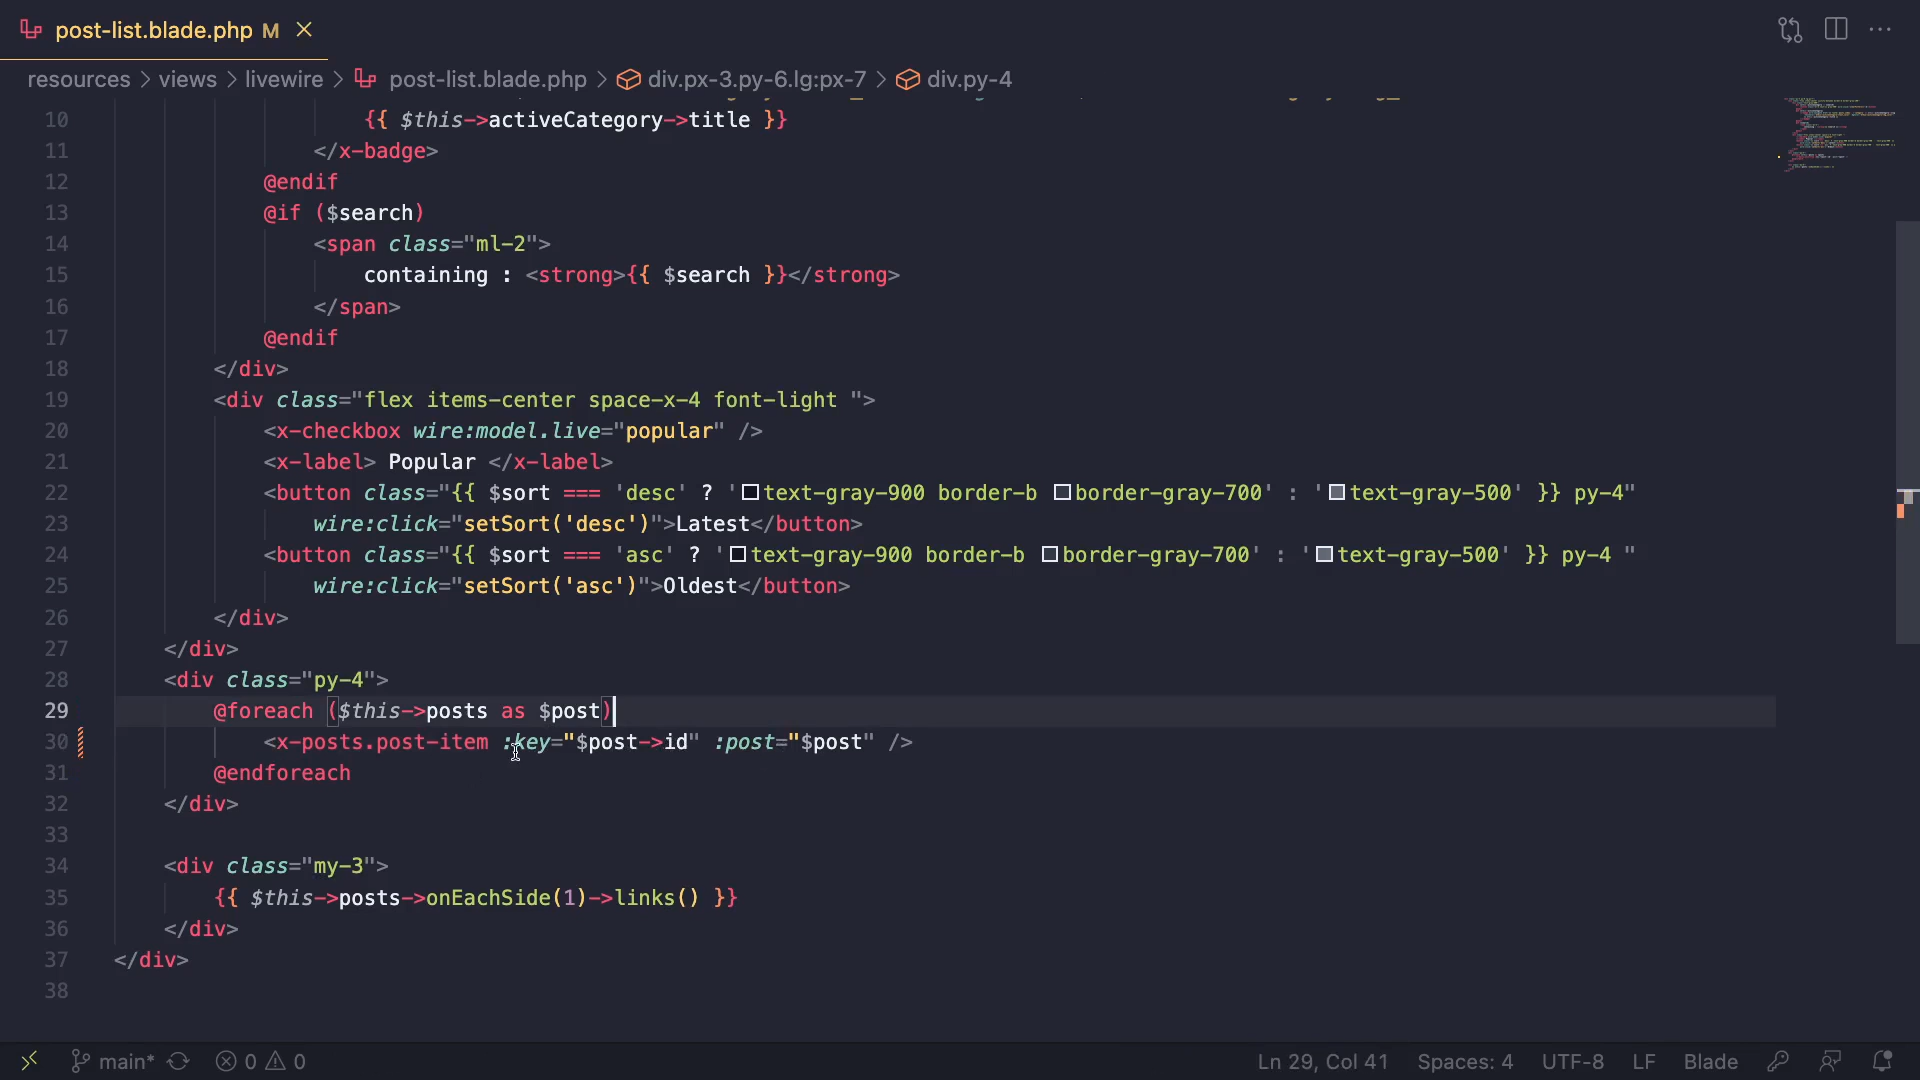 post-list.blade.php M
resources > views > livewire > post-list.blade.php > div.px-3.py-6.lg:px-7 > div.py-4
10 {{ $this->activeCategory->title }}
11 </x-badge>
12 @endif
13 @if ($search)
14 <span class="ml-2">
15 containing : <strong>{{ $search }}</strong>
16 </span>
17 @endif
18 </div>
19 <div class="flex items-center space-x-4 font-light ">
20 <x-checkbox wire:model.live="popular" />
21 <x-label> Popular </x-label>
22 <button class="{{ $sort === 'desc' ? 'text-gray-900 border-b border-gray-700' : 'text-gray-500' }} py-4"
23 wire:click="setSort('desc')">Latest</button>
24 <button class="{{ $sort === 'asc' ? 'text-gray-900 border-b border-gray-700' : 'text-gray-500' }} py-4 "
25 wire:click="setSort('asc')">Oldest</button>
26 </div>
27 </div>
28 <div class="py-4">
29 @foreach ($this->posts as $post)
30 <x-posts.post-item :key="$post->id" :post="$post" />
31 @endforeach
32 </div>
33
34 <div class="my-3">
35 {{ $this->posts->onEachSide(1)->links() }}
36 </div>
37 </div>
38
main* 0 0 Ln 29, Col 41 Spaces: 4 UTF-8 LF Blade